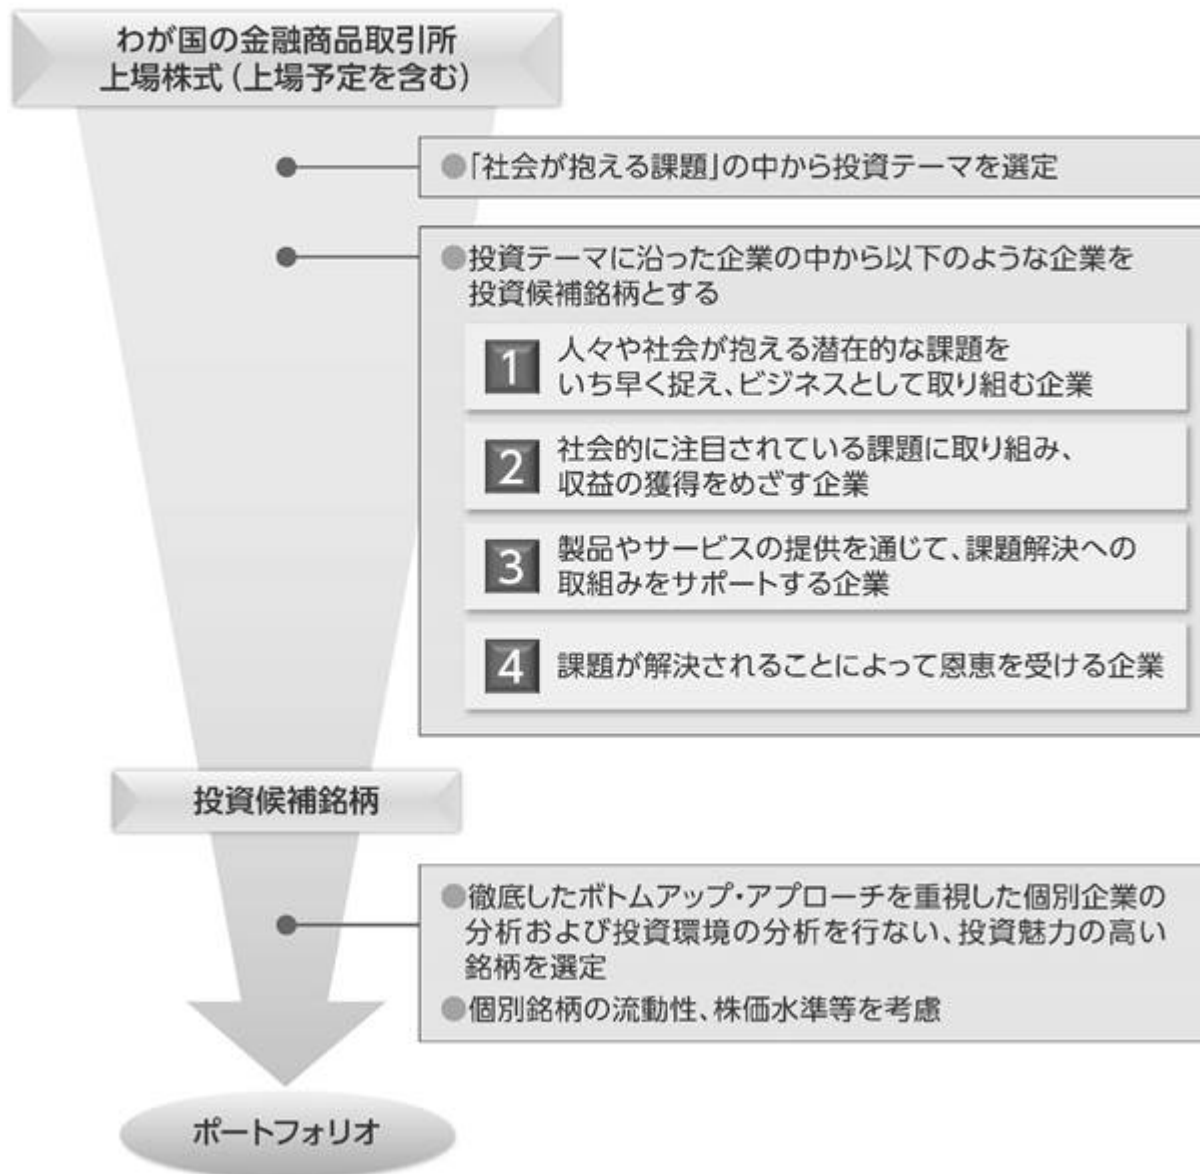 わが国の金融商品取引所
上場株式(上場予定を含む)
●「社会が抱える課題」の中から投資テーマを選定
●投資テーマに沿った企業の中から以下のような企業を
投資候補銘柄とする
1 人々や社会が抱える潜在的な課題を
いち早く捉え、ビジネスとして取り組む企業
2 社会的に注目されている課題に取り組み、
収益の獲得をめざす企業
3 製品やサービスの提供を通じて、課題解決への
取組みをサポートする企業
4 課題が解決されることによって恩恵を受ける企業
投資候補銘柄
●徹底したボトムアップ・アプローチを重視した個別企業の
分析および投資環境の分析を行ない、投資魅力の高い
銘柄を選定
●個別銘柄の流動性、株価水準等を考慮
ポートフォリオ